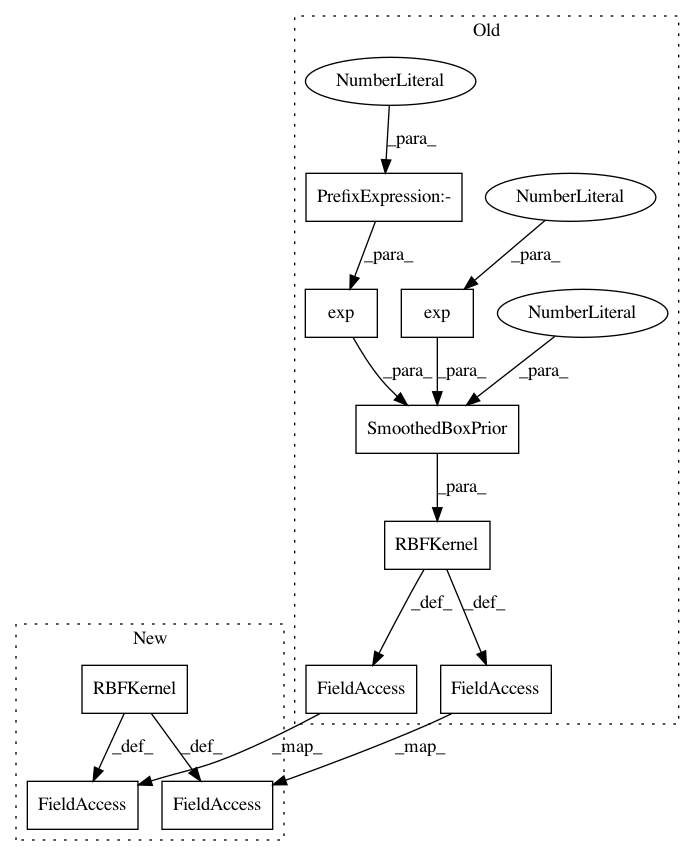 Old
NumberLiteral
_para_
PrefixExpression:-
NumberLiteral
_para_
_para_
exp
exp
NumberLiteral
_para_
_para_
_para_
SmoothedBoxPrior
_para_
RBFKernel
_def_
_def_
New
RBFKernel
FieldAccess
FieldAccess
_def_
_def_
_map_
_map_
FieldAccess
FieldAccess